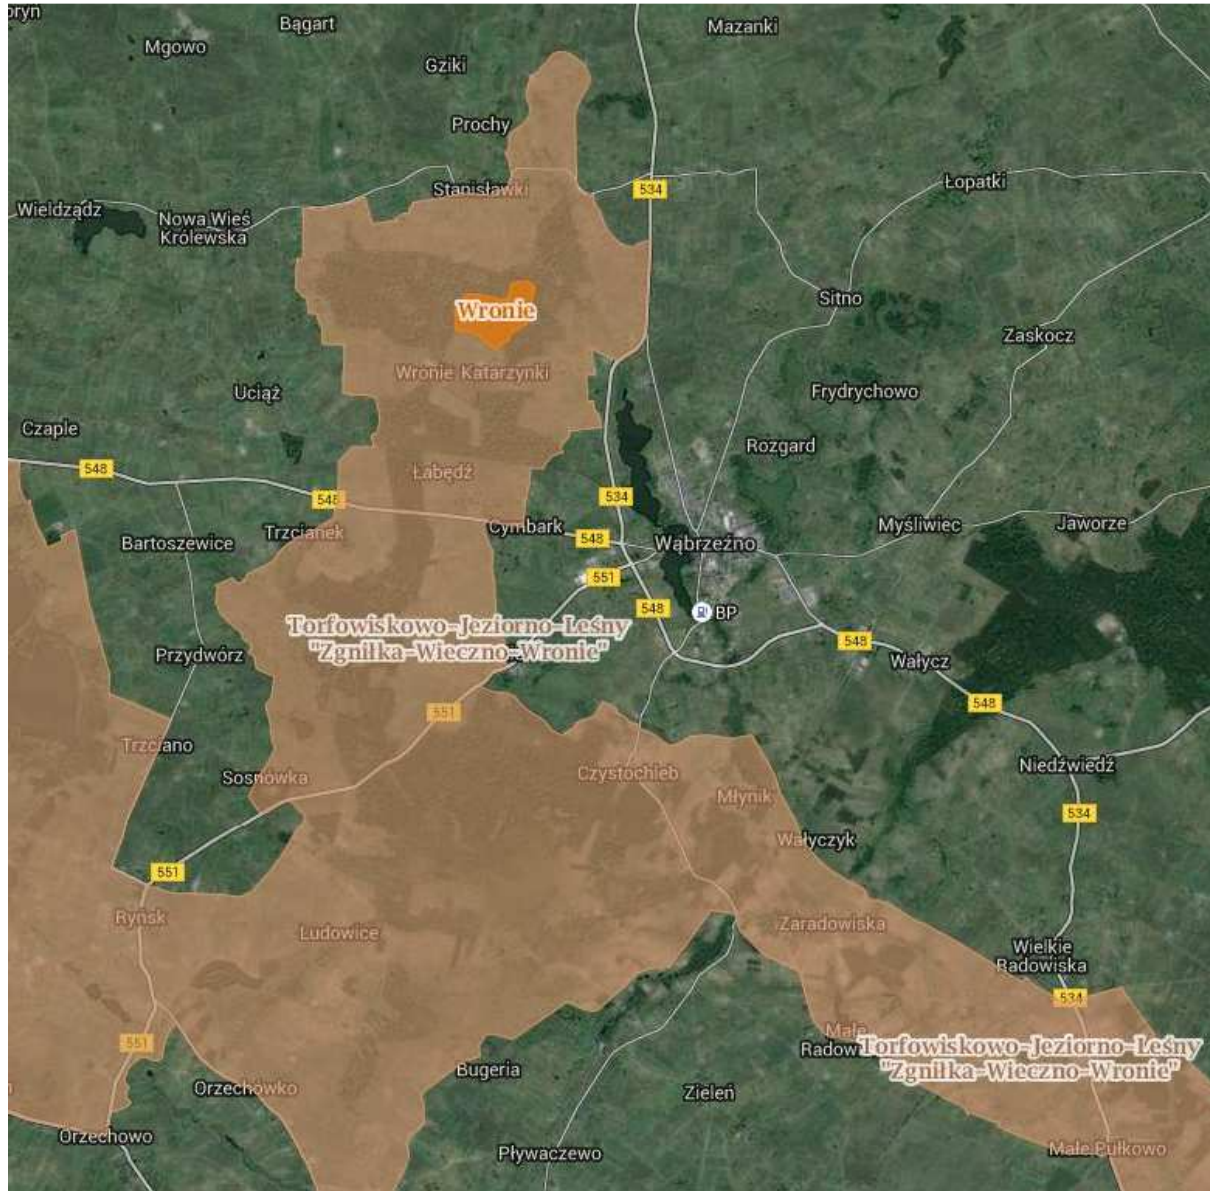 oryn
Bągart
Mgowo
Mazanki
Gziki
Prochy
Stanisławki
534
Łopatki
Wieldządz
Nowa Wieś
Królewska
Sitno
Wronie
Zaskocz
Wronie Katarzynki
Uciąż
Frydrychowo
Czaple
Rozgard
548
Łabędź
548
534
Cymbark
Myśliwiec
Jaworze
Trzcianek
Bartoszewice
548
Wąbrzeźno
551
548
BP
Torfowiskowo-Jeziorno-Leśny
"Zgniłka-Wieczno-Wronie"
548
Przydwórz
Wałycz
551
548
Trzciano
Sosnówka
Czystochleb
Niedźwiedź
Młynik
534
Wałyczyk
551
Ryńsk
Ludowice
Zaradowiska
Wielkie
Radowiska
534
Małe
551
Radow
Torfowiskowo-Jeziorno-Leśny
"Zgniłka-Wieczno-Wronie"
Bugeria
Orzechówko
Zieleń
Orzechowo
Pływaczewo
Małe Pułkowo